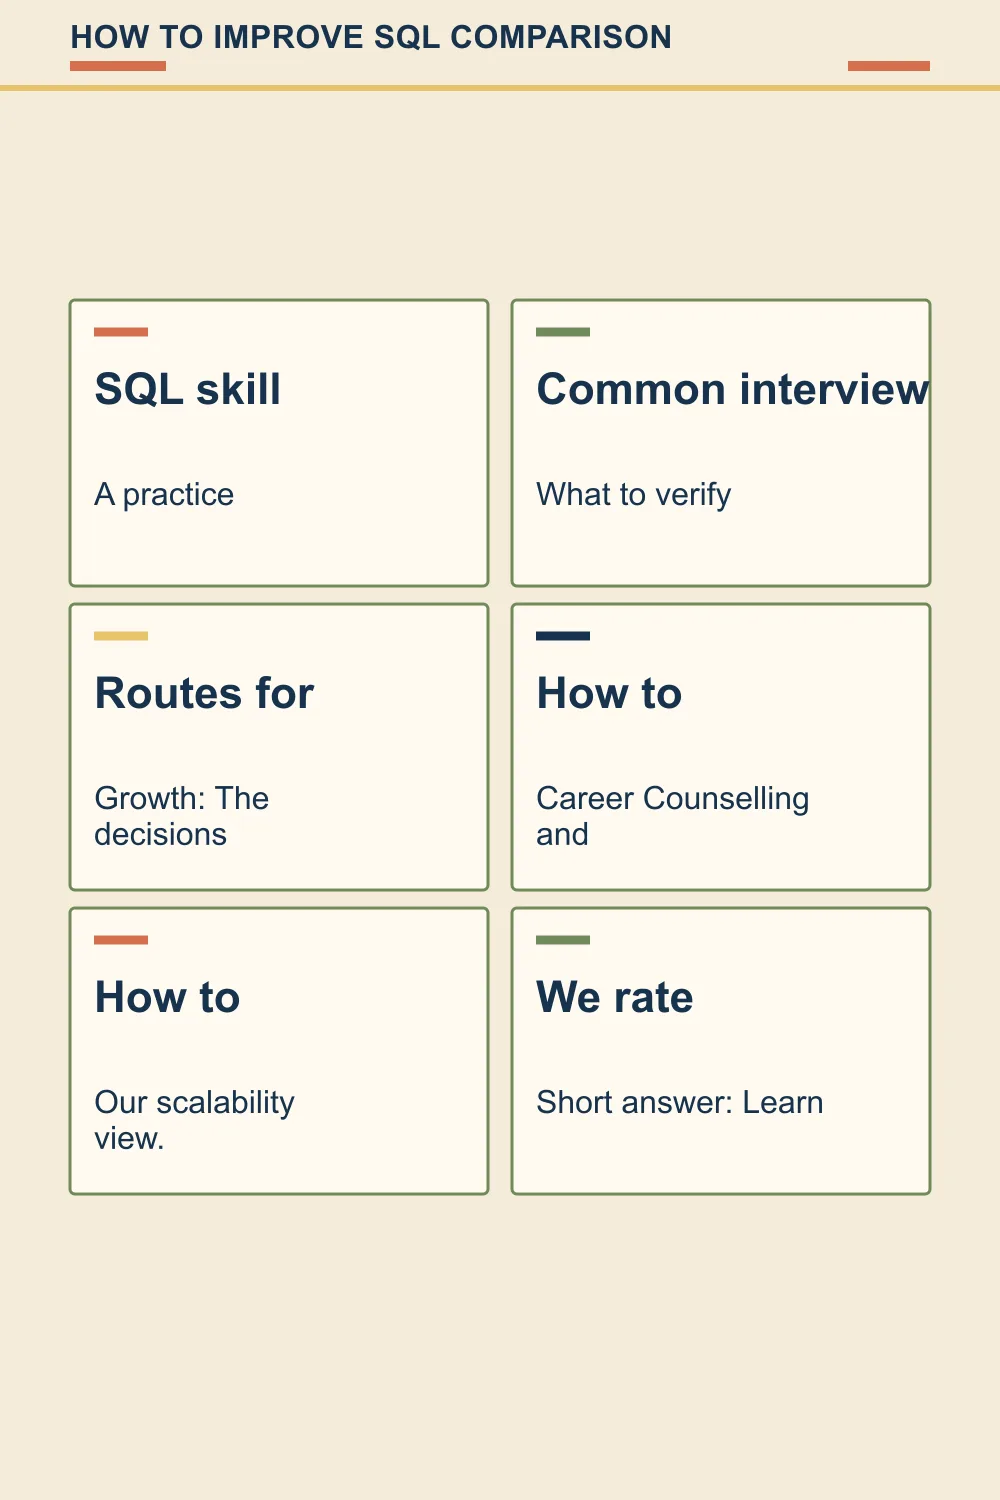 HOW TO IMPROVE SQL COMPARISON
SQL skill
A practice
Common interview
What to verify
Routes for
Growth: The
decisions
How to
Career Counselling
and
How to
Our scalability
view.
We rate
Short answer: Learn